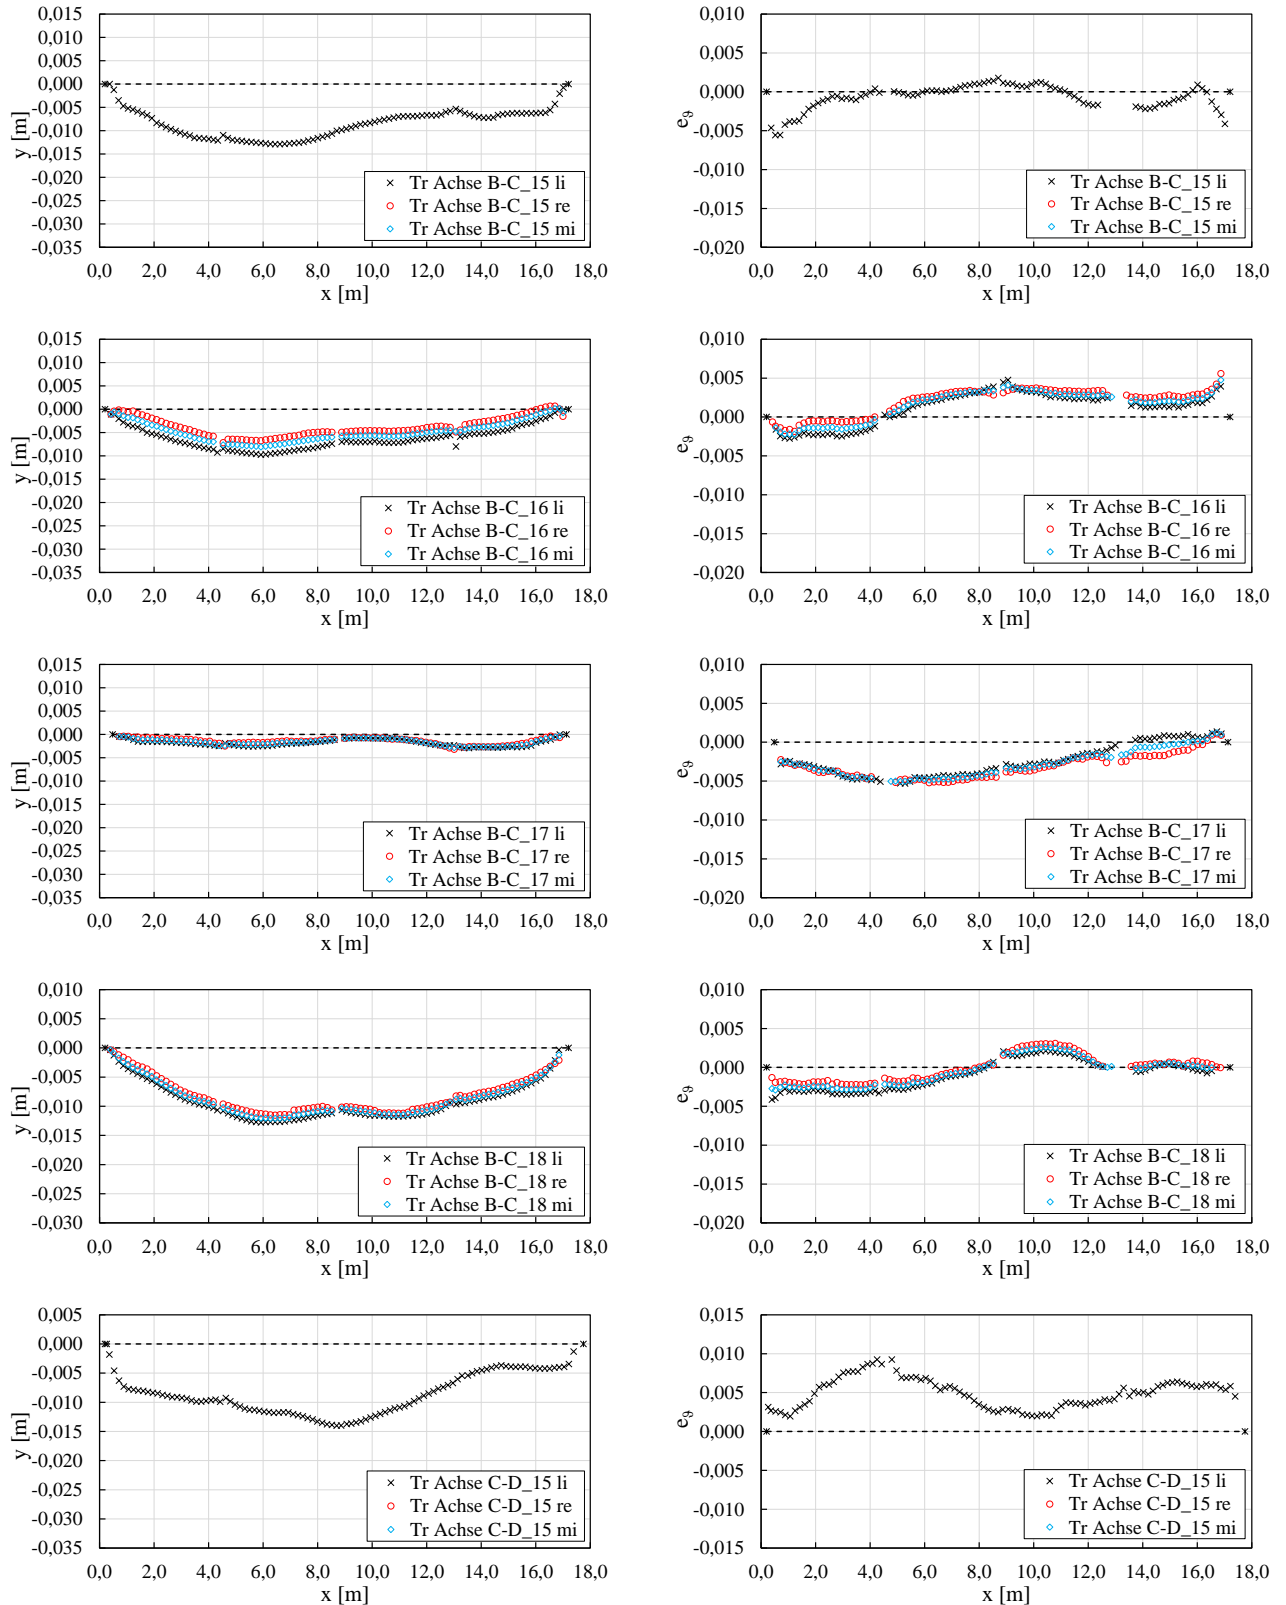 0,015
0,010
0,005
0,000
-0,005
-0,010
-0,015
-0,020
-0,025
-0,030
-0,035
y [m]
0,0 2,0 4,0 6,0 8,0 10,0 12,0 14,0 16,0 18,0
x [m]
Tr Achse B-C_15 li
Tr Achse B-C_15 re
Tr Achse B-C_15 mi
0,010
0,005
0,000
-0,005
-0,010
-0,015
-0,020
e_ϑ
0,0 2,0 4,0 6,0 8,0 10,0 12,0 14,0 16,0 18,0
x [m]
Tr Achse B-C_15 li
Tr Achse B-C_15 re
Tr Achse B-C_15 mi
0,015
0,010
0,005
0,000
-0,005
-0,010
-0,015
-0,020
-0,025
-0,030
-0,035
y [m]
0,0 2,0 4,0 6,0 8,0 10,0 12,0 14,0 16,0 18,0
x [m]
Tr Achse B-C_16 li
Tr Achse B-C_16 re
Tr Achse B-C_16 mi
0,010
0,005
0,000
-0,005
-0,010
-0,015
-0,020
e_ϑ
0,0 2,0 4,0 6,0 8,0 10,0 12,0 14,0 16,0 18,0
x [m]
Tr Achse B-C_16 li
Tr Achse B-C_16 re
Tr Achse B-C_16 mi
0,015
0,010
0,005
0,000
-0,005
-0,010
-0,015
-0,020
-0,025
-0,030
-0,035
y [m]
0,0 2,0 4,0 6,0 8,0 10,0 12,0 14,0 16,0 18,0
x [m]
Tr Achse B-C_17 li
Tr Achse B-C_17 re
Tr Achse B-C_17 mi
0,010
0,005
0,000
-0,005
-0,010
-0,015
-0,020
e_ϑ
0,0 2,0 4,0 6,0 8,0 10,0 12,0 14,0 16,0 18,0
x [m]
Tr Achse B-C_17 li
Tr Achse B-C_17 re
Tr Achse B-C_17 mi
0,010
0,005
0,000
-0,005
-0,010
-0,015
-0,020
-0,025
-0,030
y [m]
0,0 2,0 4,0 6,0 8,0 10,0 12,0 14,0 16,0 18,0
x [m]
Tr Achse B-C_18 li
Tr Achse B-C_18 re
Tr Achse B-C_18 mi
0,010
0,005
0,000
-0,005
-0,010
-0,015
-0,020
e_ϑ
0,0 2,0 4,0 6,0 8,0 10,0 12,0 14,0 16,0 18,0
x [m]
Tr Achse B-C_18 li
Tr Achse B-C_18 re
Tr Achse B-C_18 mi
0,005
0,000
-0,005
-0,010
-0,015
-0,020
-0,025
-0,030
-0,035
y [m]
0,0 2,0 4,0 6,0 8,0 10,0 12,0 14,0 16,0 18,0
x [m]
Tr Achse C-D_15 li
Tr Achse C-D_15 re
Tr Achse C-D_15 mi
0,015
0,010
0,005
0,000
-0,005
-0,010
-0,015
e_ϑ
0,0 2,0 4,0 6,0 8,0 10,0 12,0 14,0 16,0 18,0
x [m]
Tr Achse C-D_15 li
Tr Achse C-D_15 re
Tr Achse C-D_15 mi